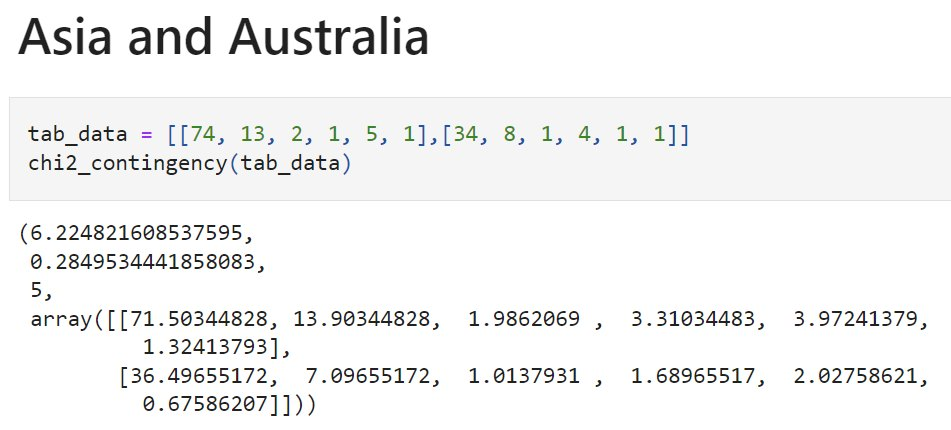 Asia and Australia
tab_data = [[74, 13, 2, 1, 5, 1],[34, 8, 1, 4, 1, 1]]
chi2_contingency(tab_data)
(6.224821608537595,
0.2849534441858083,
5,
array([[71.50344828, 13.90344828, 1.9862069 , 3.31034483, 3.97241379,
1.32413793],
[36.49655172, 7.09655172, 1.0137931 , 1.68965517, 2.02758621,
0.67586207]]))